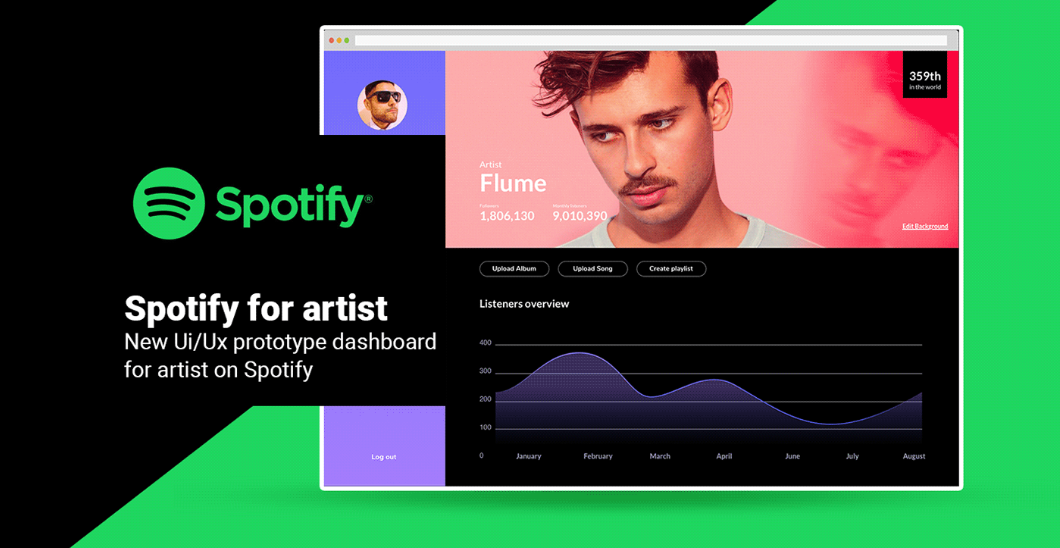 359th
in the world
Artist
Flume
Followers
1,806,130 9,010,390
Edit Background
Spotify®
Upload Album Upload Song Create playlist
Spotify for artist
New Ui/Ux prototype dashboard
for artist on Spotify
Listeners overview
400
300
200
100
0 January February March April June July August
Log out